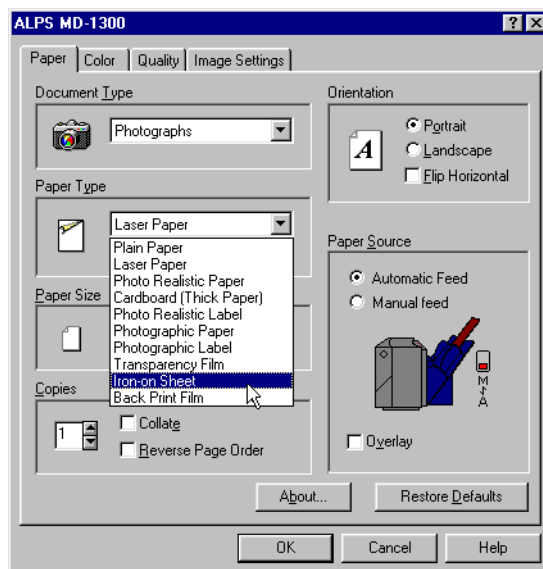 ALPS MD-1300
Paper
Color
Quality
Image Settings
Document Type
Photographs
Paper Type
Laser Paper
Plain Paper
Laser Paper
Photo Realistic Paper
Cardboard (Thick Paper)
Photo Realistic Label
Photographic Paper
Photographic Label
Transparency Film
Iron-on Sheet
Back Print Film
Paper Size
Copies
1
Collate
Reverse Page Order
Orientation
A
Portrait
Landscape
Flip Horizontal
Paper Source
Automatic Feed
Manual feed
M
A
Overlay
About...
Restore Defaults
OK
Cancel
Help